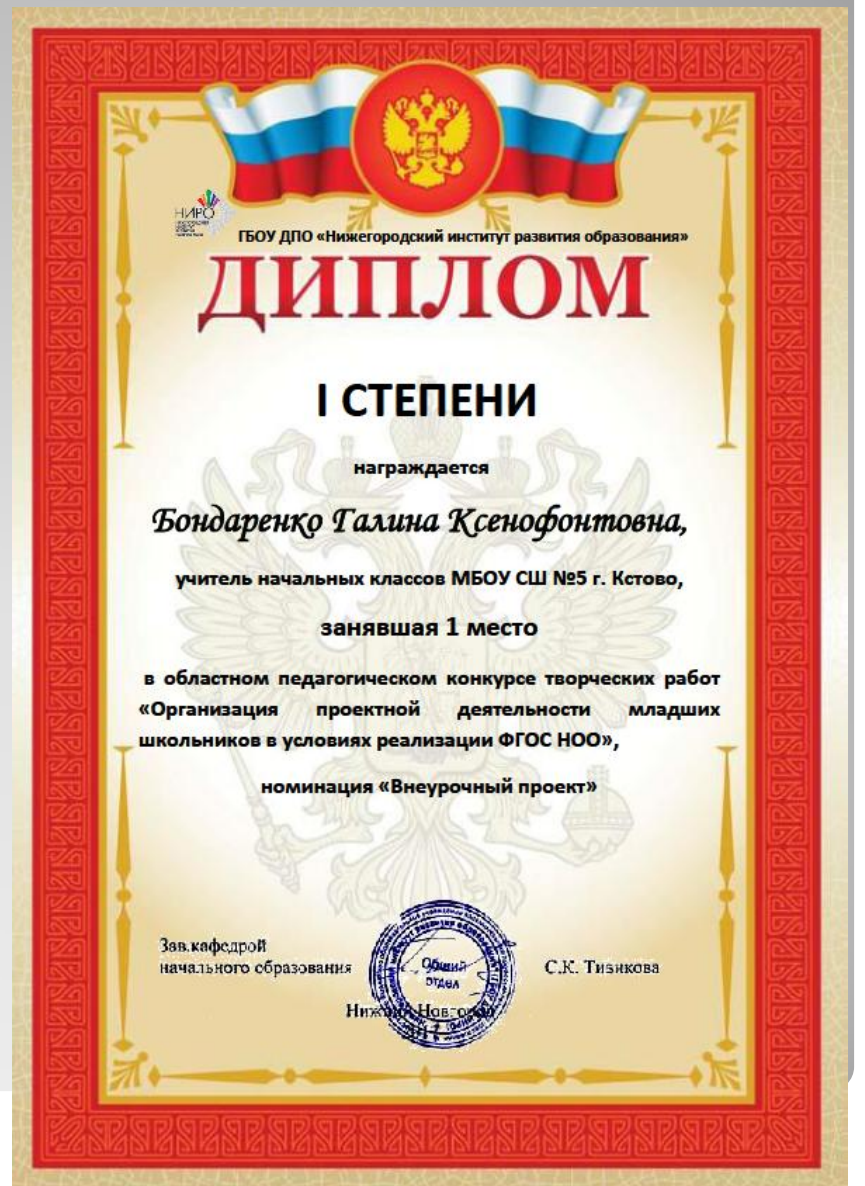 НИРО
ГБОУ ДПО «Нижегородский институт развития образования»
ДИПЛОМ
I СТЕПЕНИ
награждается
Бондаренко Галина Ксенофонтовна,
учитель начальных классов МБОУ СШ №5 г. Кстово,
занявшая 1 место
в областном педагогическом конкурсе творческих работ
«Организация проектной деятельности младших
школьников в условиях реализации ФГОС НОО»,
номинация «Внеурочный проект»
Зав.кафедрой
начального образования
Общий
отдел
С.К. Тивикова
Нижний Новгород